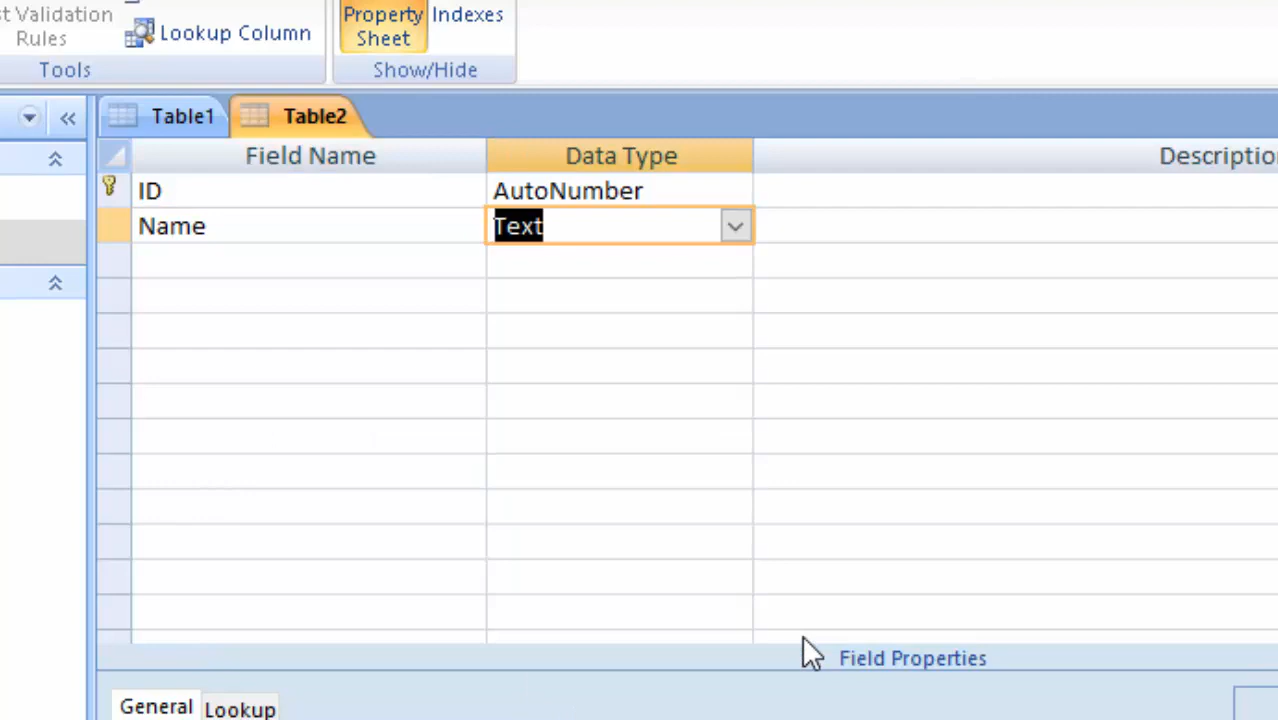 t Validation
Rules
Lookup Column
Property
Sheet
Indexes
Tools
Show/Hide
Table1
Table2
Field Name
Data Type
Descriptio
ID
AutoNumber
Name
Text
Field Properties
General
Lookup